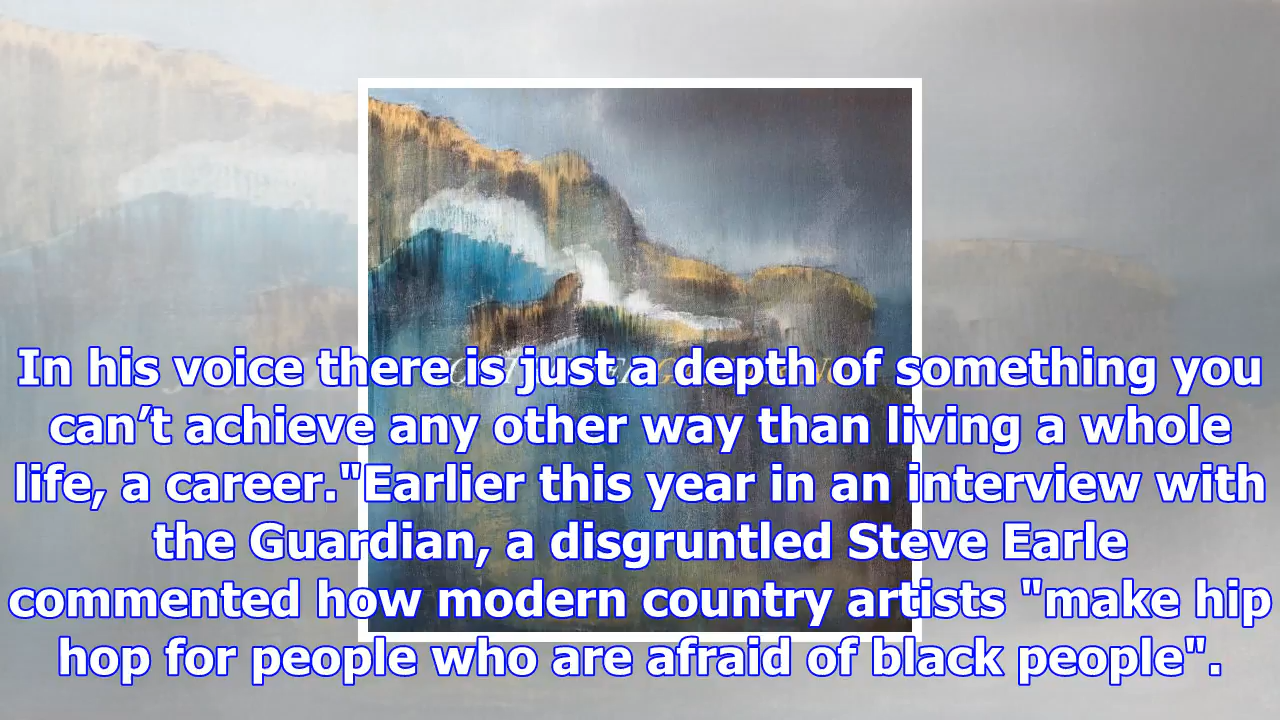 In his voice there is just a depth of something you
can’t achieve any other way than living a whole
life, a career."Earlier this year in an interview with
the Guardian, a disgruntled Steve Earle
commented how modern country artists "make hip
hop for people who are afraid of black people".